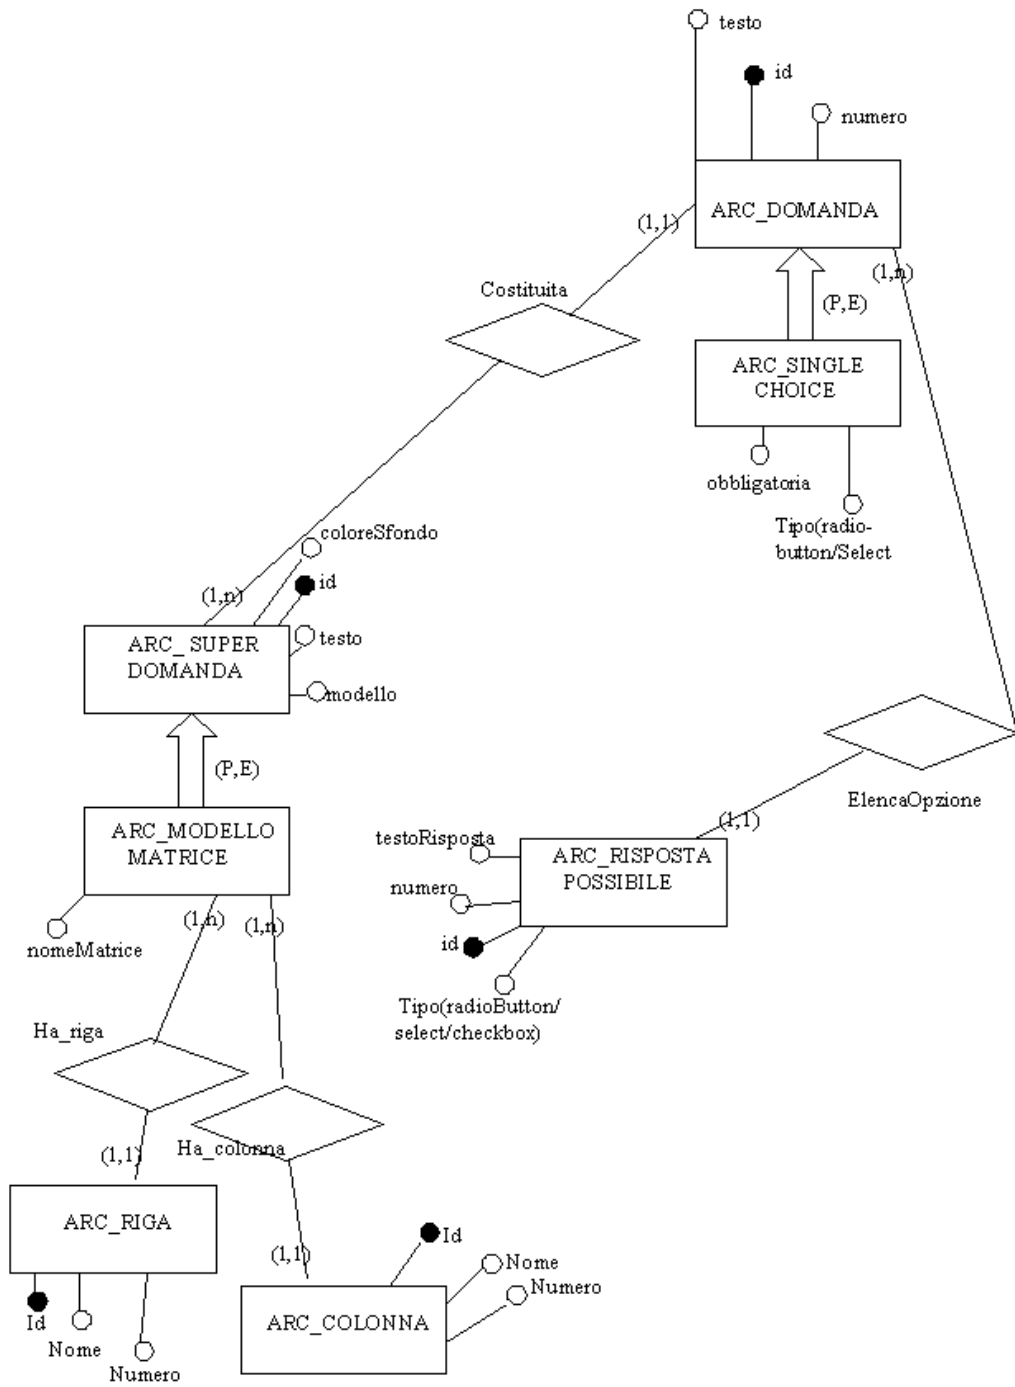 testo
id
numero
ARC_DOMANDA
(1,1)
(1,n)
Costituita
(P,E)
ARC_SINGLE
CHOICE
obbligatoria
Tipo(radio-
button/Select
coloreSfondo
id
(1,n)
testo
ARC_ SUPER
DOMANDA
modello
(P,E)
ElencaOpzione
(1,1)
ARC_MODELLO
MATRICE
testoRisposta
ARC_RISPOSTA
POSSIBILE
numero
(1,n)
(1,n)
nomeMatrice
id
Tipo(radioButton/
select/checkbox)
Ha_riga
Ha_colonna
(1,1)
ARC_RIGA
(1,1)
Id
Nome
Numero
ARC_COLONNA
Id
Nome
Numero